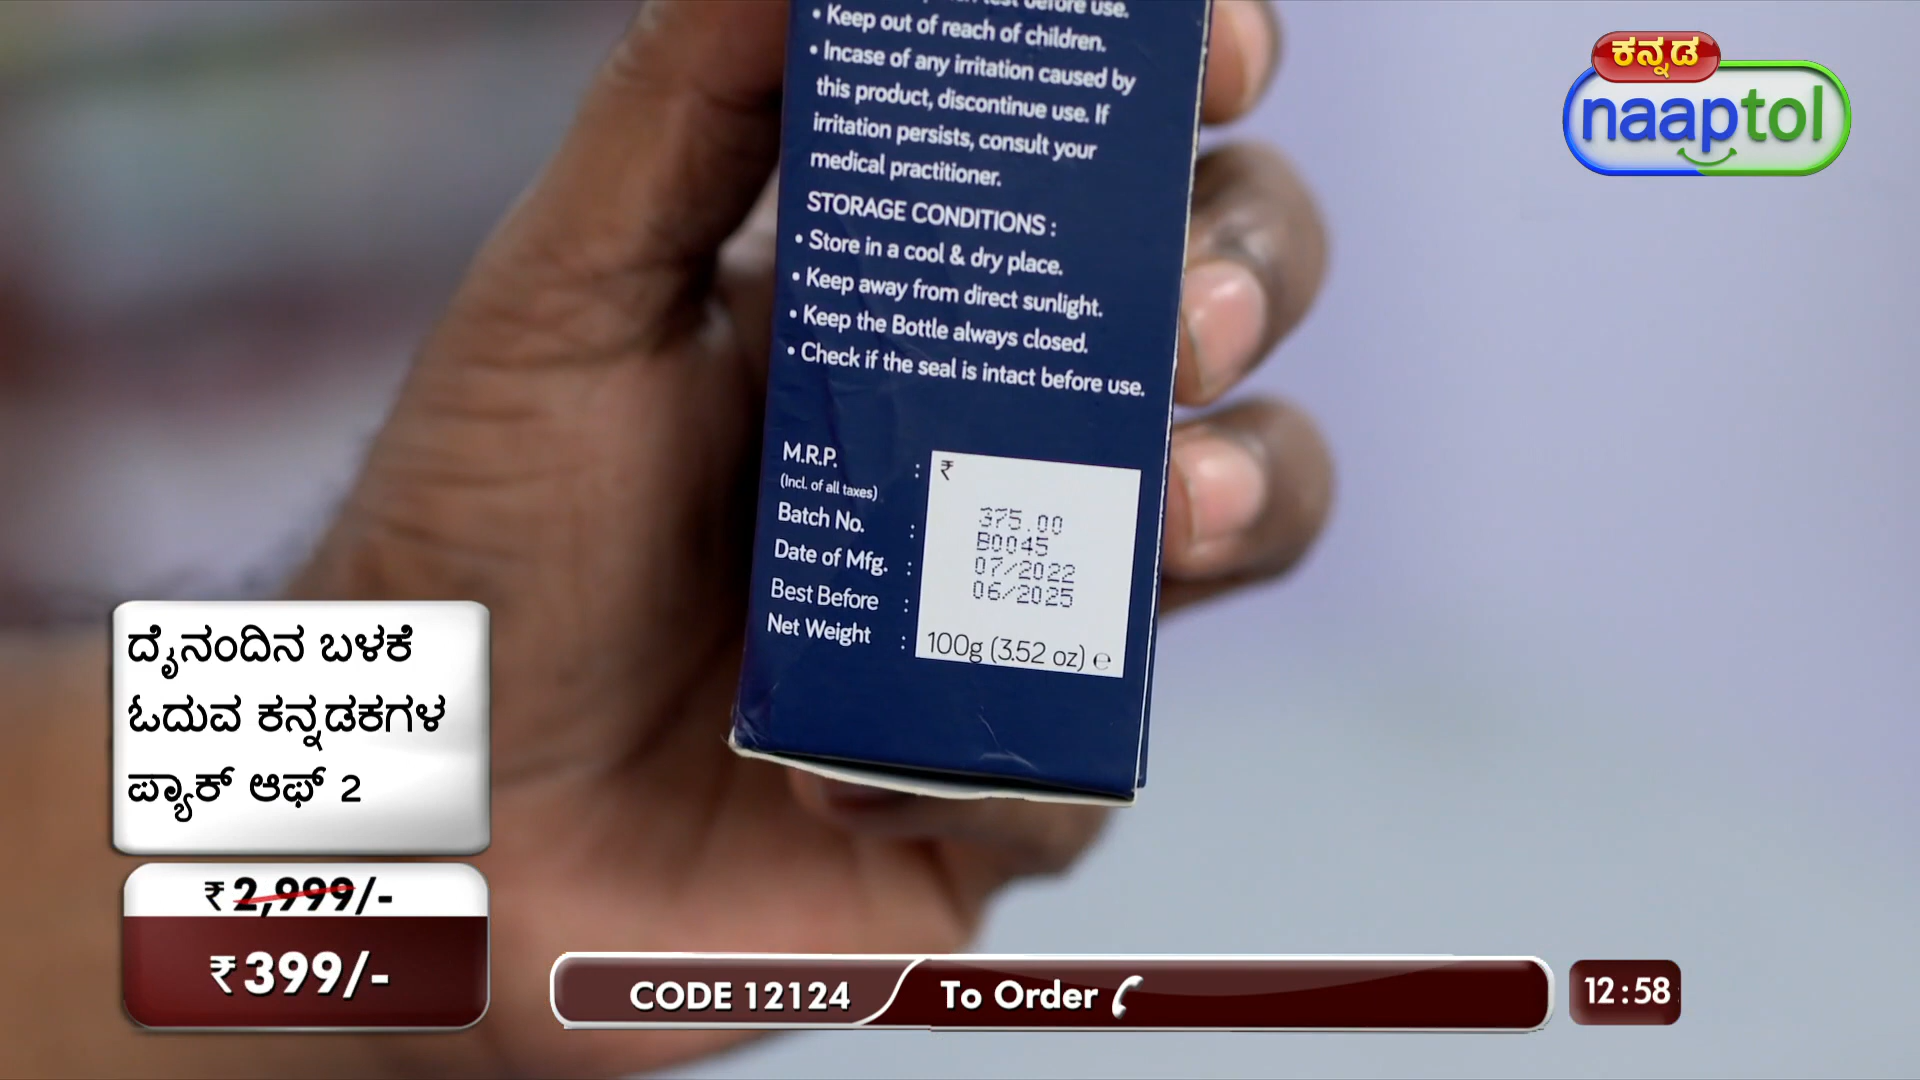 • Keep out of reach of children.
• Incase of any irritation caused by
this product, discontinue use. If
irritation persists, consult your
medical practitioner.
STORAGE CONDITIONS :
• Store in a cool & dry place.
• Keep away from direct sunlight.
• Keep the Bottle always closed.
• Check if the seal is intact before use.
M.R.P. : ₹
(Incl. of all taxes) 375.00
Batch No. : B0045
Date of Mfg. : 07/2022
Best Before : 06/2025
Net Weight : 100g (3.52 oz) ℮
ಕನ್ನಡ
naaptol
ದೈನಂದಿನ ಬಳಕೆ
ಓದುವ ಕನ್ನಡಕಗಳ
ಪ್ಯಾಕ್ ಆಫ್ 2
₹2,999/-
₹399/-
CODE 12124
To Order
12:58